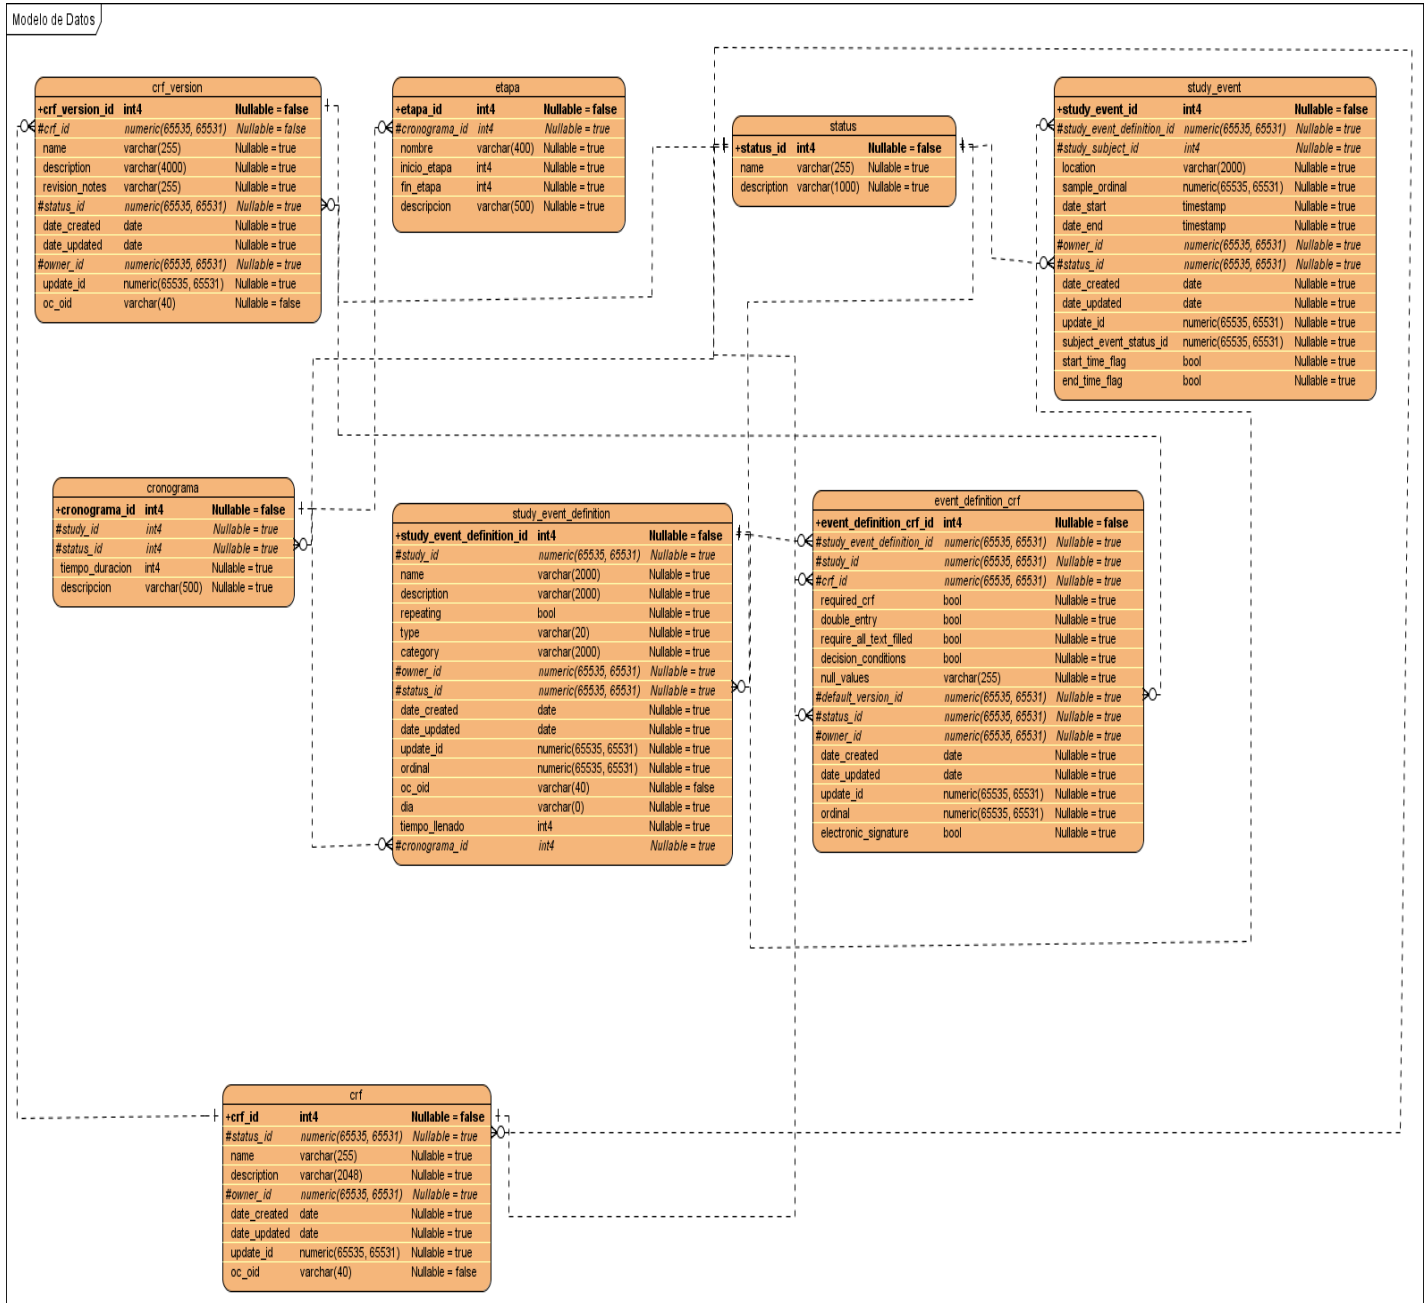 Modelo de Datos
crf_version
+crf_version_id int4 Nullable = false
#crf_id numeric(65535, 65531) Nullable = false
name varchar(255) Nullable = true
description varchar(4000) Nullable = true
revision_notes varchar(255) Nullable = true
#status_id numeric(65535, 65531) Nullable = true
date_created date Nullable = true
date_updated date Nullable = true
#owner_id numeric(65535, 65531) Nullable = true
update_id numeric(65535, 65531) Nullable = true
oc_oid varchar(40) Nullable = false
etapa
+etapa_id int4 Nullable = false
#cronograma_id int4 Nullable = true
nombre varchar(400) Nullable = true
inicio_etapa int4 Nullable = true
fin_etapa int4 Nullable = true
descripcion varchar(500) Nullable = true
status
+status_id int4 Nullable = false
name varchar(255) Nullable = true
description varchar(1000) Nullable = true
study_event
+study_event_id int4 Nullable = false
#study_event_definition_id numeric(65535, 65531) Nullable = true
#study_subject_id int4 Nullable = true
location varchar(2000) Nullable = true
sample_ordinal numeric(65535, 65531) Nullable = true
date_start timestamp Nullable = true
date_end timestamp Nullable = true
#owner_id numeric(65535, 65531) Nullable = true
#status_id numeric(65535, 65531) Nullable = true
date_created date Nullable = true
date_updated date Nullable = true
update_id numeric(65535, 65531) Nullable = true
subject_event_status_id numeric(65535, 65531) Nullable = true
start_time_flag bool Nullable = true
end_time_flag bool Nullable = true
cronograma
+cronograma_id int4 Nullable = false
#study_id int4 Nullable = true
#status_id int4 Nullable = true
tiempo_duracion int4 Nullable = true
descripcion varchar(500) Nullable = true
study_event_definition
+study_event_definition_id int4 Nullable = false
#study_id numeric(65535, 65531) Nullable = true
name varchar(2000) Nullable = true
description varchar(2000) Nullable = true
repeating bool Nullable = true
type varchar(20) Nullable = true
category varchar(2000) Nullable = true
#owner_id numeric(65535, 65531) Nullable = true
#status_id numeric(65535, 65531) Nullable = true
date_created date Nullable = true
date_updated date Nullable = true
update_id numeric(65535, 65531) Nullable = true
ordinal numeric(65535, 65531) Nullable = true
oc_oid varchar(40) Nullable = false
dia varchar(0) Nullable = true
tiempo_llenado int4 Nullable = true
#cronograma_id int4 Nullable = true
event_definition_crf
+event_definition_crf_id int4 Nullable = false
#study_event_definition_id numeric(65535, 65531) Nullable = true
#study_id numeric(65535, 65531) Nullable = true
#crf_id numeric(65535, 65531) Nullable = true
required_crf bool Nullable = true
double_entry bool Nullable = true
require_all_text_filled bool Nullable = true
decision_conditions bool Nullable = true
null_values varchar(255) Nullable = true
#default_version_id numeric(65535, 65531) Nullable = true
#status_id numeric(65535, 65531) Nullable = true
#owner_id numeric(65535, 65531) Nullable = true
date_created date Nullable = true
date_updated date Nullable = true
update_id numeric(65535, 65531) Nullable = true
ordinal numeric(65535, 65531) Nullable = true
electronic_signature bool Nullable = true
crf
+crf_id int4 Nullable = false
#status_id numeric(65535, 65531) Nullable = true
name varchar(255) Nullable = true
description varchar(2048) Nullable = true
#owner_id numeric(65535, 65531) Nullable = true
date_created date Nullable = true
date_updated date Nullable = true
update_id numeric(65535, 65531) Nullable = true
oc_oid varchar(40) Nullable = false